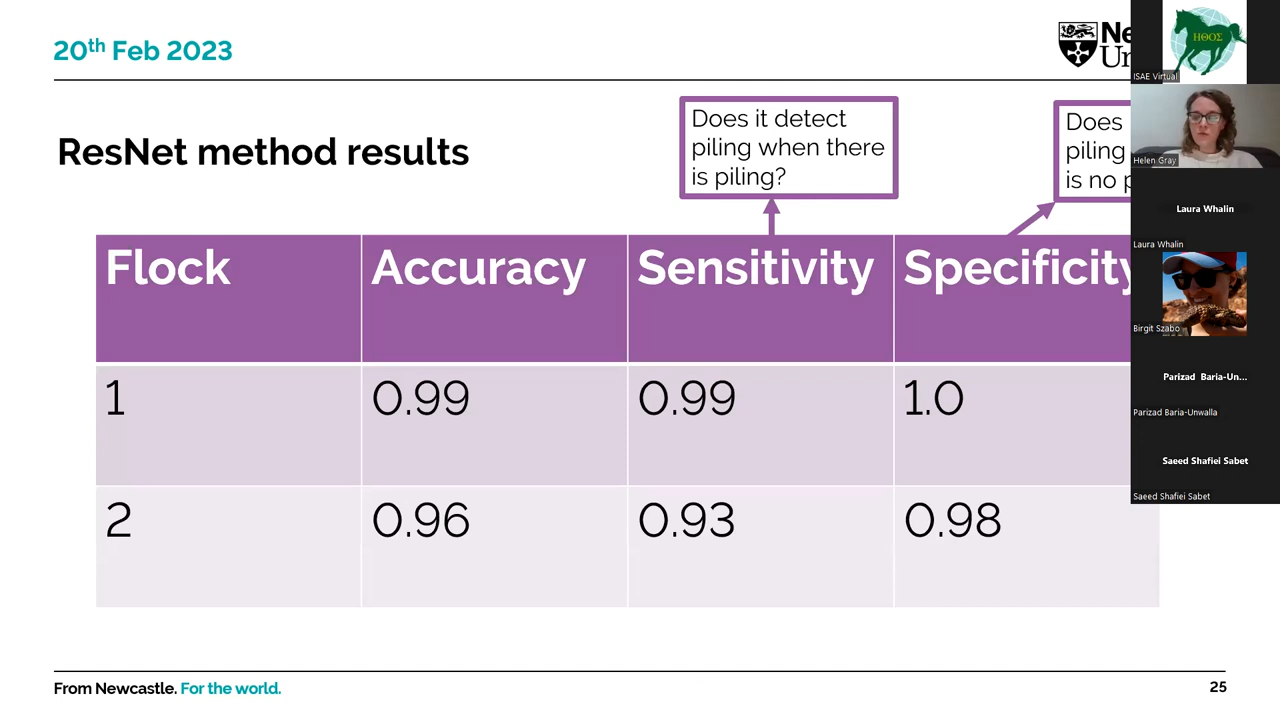 20th Feb 2023
ΗΘΟΣ
ISAE Virtual
Helen Gray
Laura Whalin
Laura Whalin
Birgit Szabo
Parizad Baria-Un...
Parizad Baria-Unwalla
Saeed Shafiei Sabet
Saeed Shafiei Sabet
ResNet method results
Does it detect
piling when there
is piling?
Does
piling
is no
Flock Accuracy Sensitivity Specificity
1 0.99 0.99 1.0
2 0.96 0.93 0.98
From Newcastle. For the world.
25